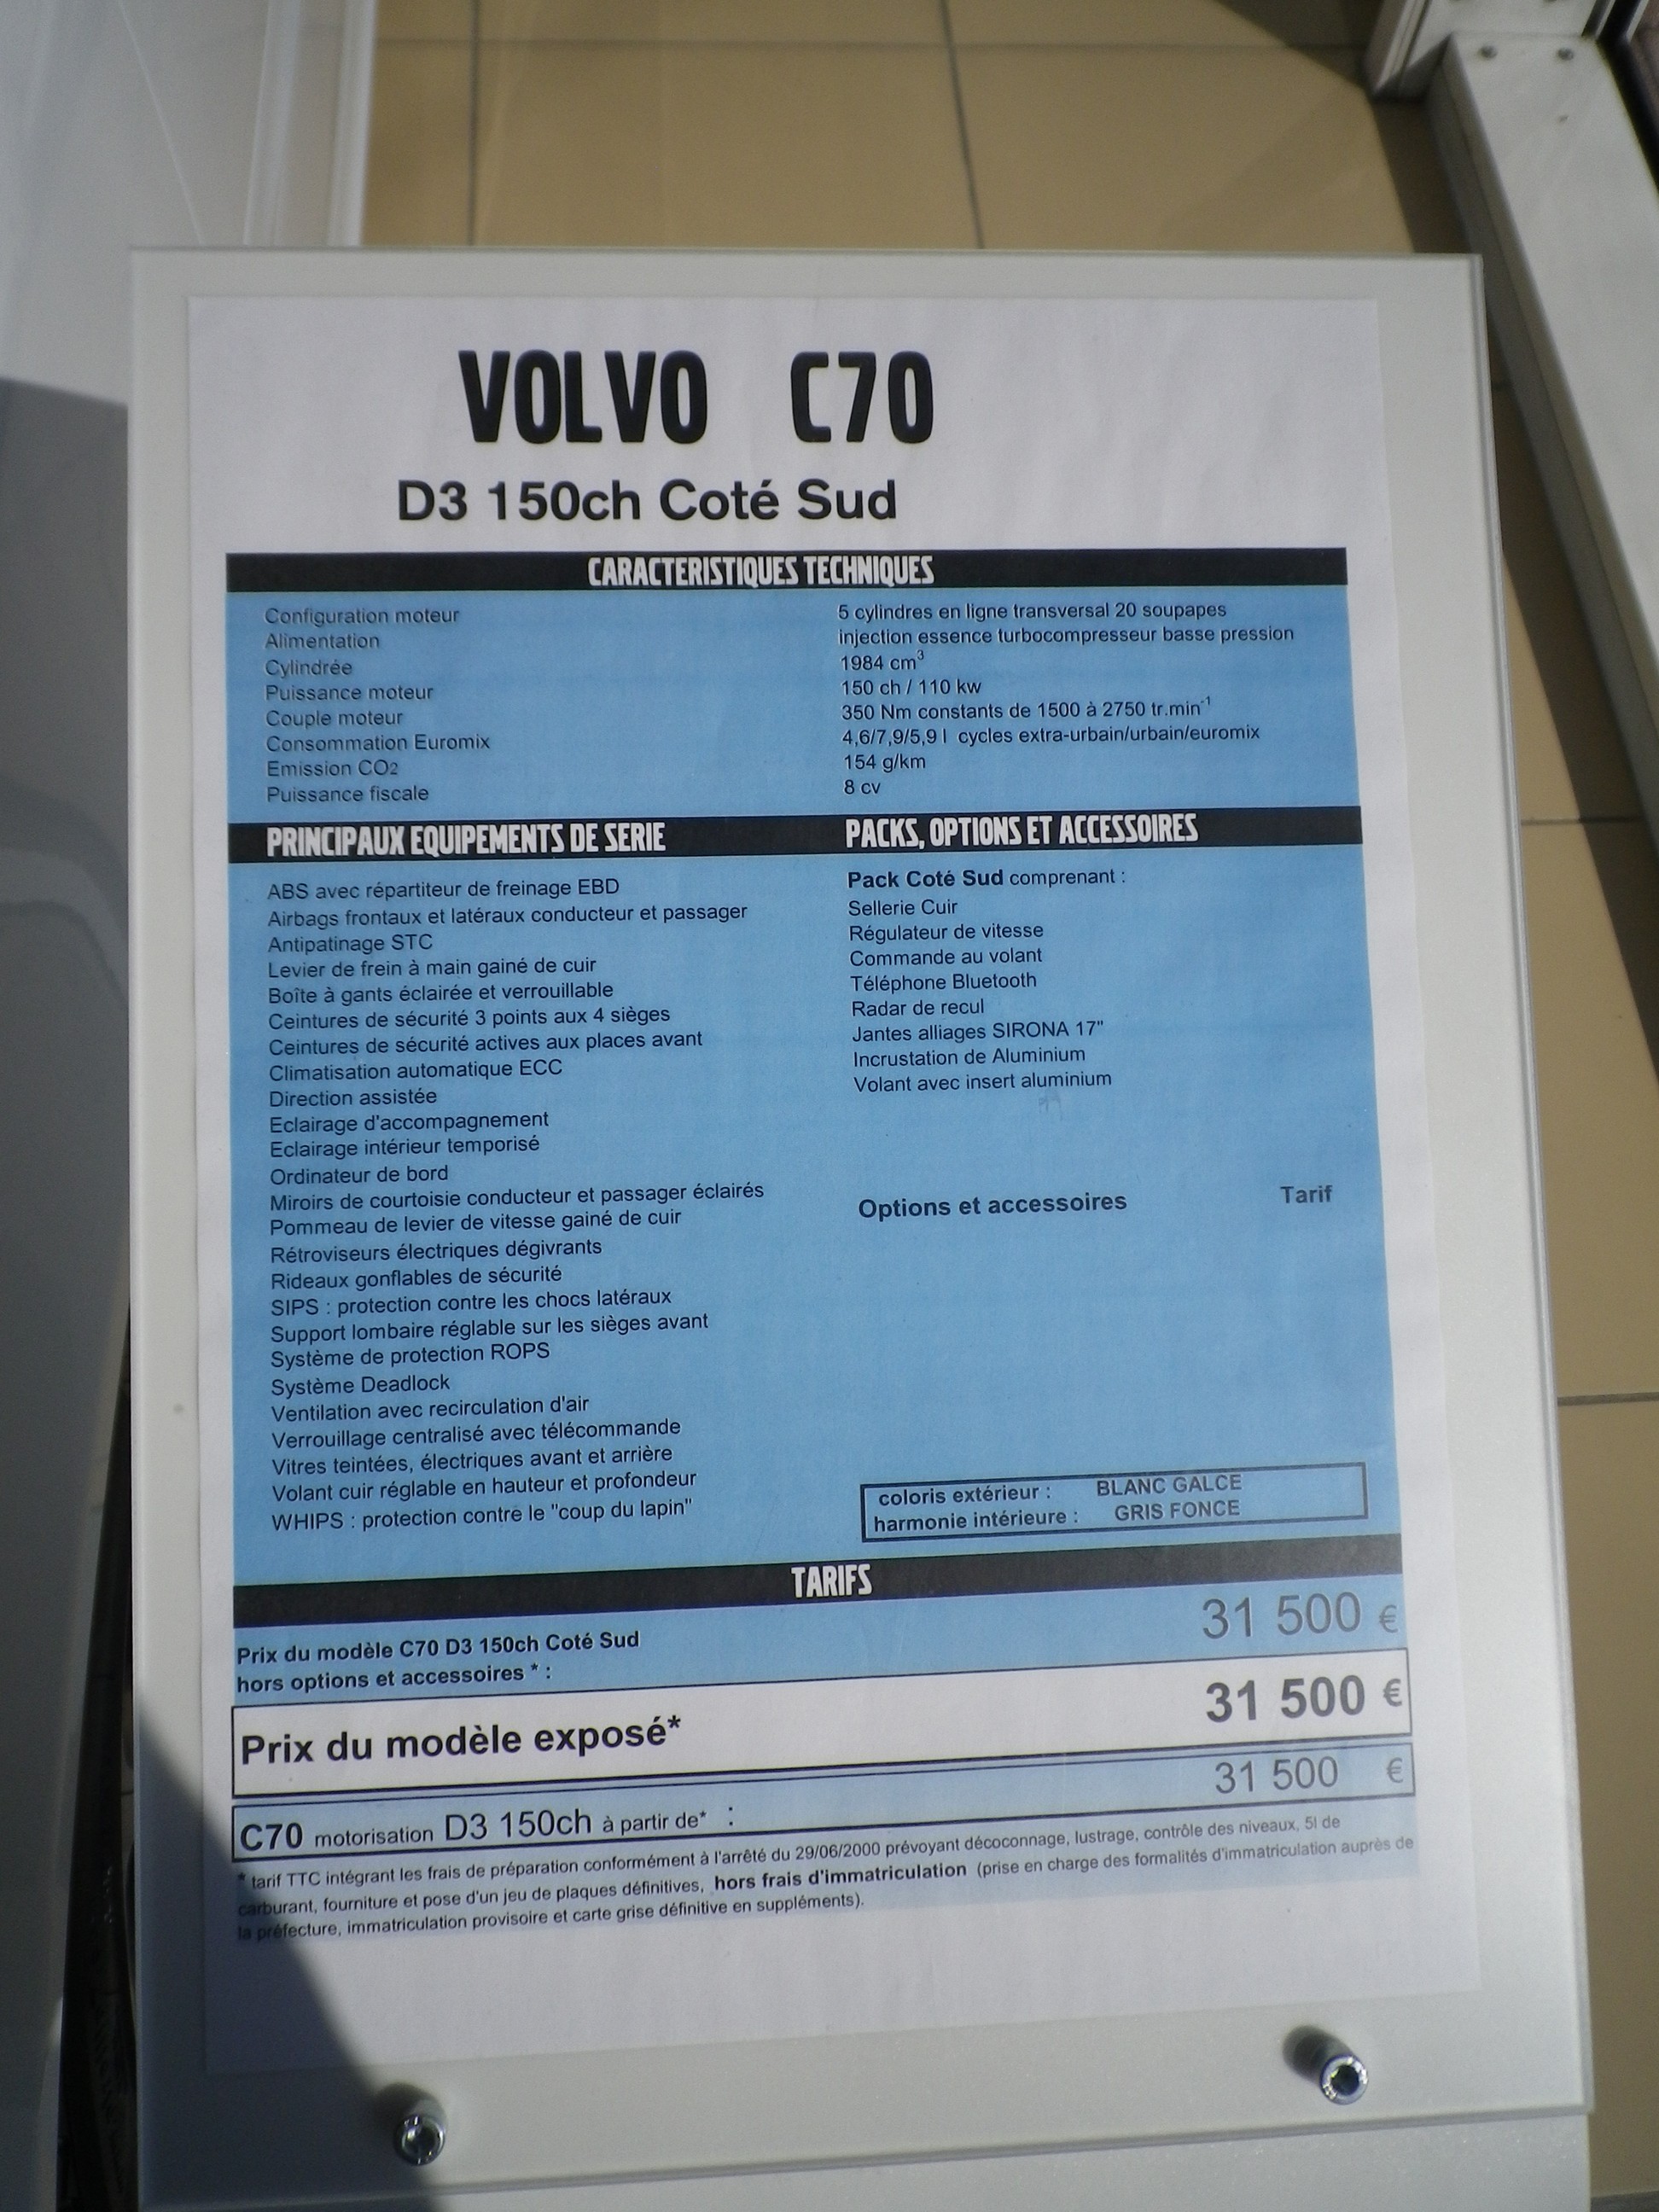 VOLVO C70
D3 150ch Coté Sud
CARACTERISTIQUES TECHNIQUES
Configuration moteur 5 cylindres en ligne transversal 20 soupapes
Alimentation injection essence turbocompresseur basse pression
Cylindrée 1984 cm³
Puissance moteur 150 ch / 110 kw
Couple moteur 350 Nm constants de 1500 à 2750 tr.min⁻¹
Consommation Euromix 4,6/7,9/5,9 l cycles extra-urbain/urbain/euromix
Emission CO2 154 g/km
Puissance fiscale 8 cv
PRINCIPAUX EQUIPEMENTS DE SERIE
ABS avec répartiteur de freinage EBD
Airbags frontaux et latéraux conducteur et passager
Antipatinage STC
Levier de frein à main gainé de cuir
Boîte à gants éclairée et verrouillable
Ceintures de sécurité 3 points aux 4 sièges
Ceintures de sécurité actives aux places avant
Climatisation automatique ECC
Direction assistée
Eclairage d'accompagnement
Eclairage intérieur temporisé
Ordinateur de bord
Miroirs de courtoisie conducteur et passager éclairés
Pommeau de levier de vitesse gainé de cuir
Rétroviseurs électriques dégivrants
Rideaux gonflables de sécurité
SIPS : protection contre les chocs latéraux
Support lombaire réglable sur les sièges avant
Système de protection ROPS
Système Deadlock
Ventilation avec recirculation d'air
Verrouillage centralisé avec télécommande
Vitres teintées, électriques avant et arrière
Volant cuir réglable en hauteur et profondeur
WHIPS : protection contre le "coup du lapin"
PACKS, OPTIONS ET ACCESSOIRES
Pack Coté Sud comprenant :
Sellerie Cuir
Régulateur de vitesse
Commande au volant
Téléphone Bluetooth
Radar de recul
Jantes alliages SIRONA 17"
Incrustation de Aluminium
Volant avec insert aluminium
Options et accessoires Tarif
coloris extérieur : BLANC GALCE
harmonie intérieure : GRIS FONCE
TARIFS
Prix du modèle C70 D3 150ch Coté Sud
hors options et accessoires * : 31 500 €
Prix du modèle exposé* 31 500 €
C70 motorisation D3 150ch à partir de* : 31 500 €
* tarif TTC intégrant les frais de préparation conformément à l'arrêté du 29/06/2000 prévoyant décoconnage, lustrage, contrôle des niveaux, 5l de
carburant, fourniture et pose d'un jeu de plaques définitives, hors frais d'immatriculation (prise en charge des formalités d'immatriculation auprès de
la préfecture, immatriculation provisoire et carte grise définitive en suppléments).